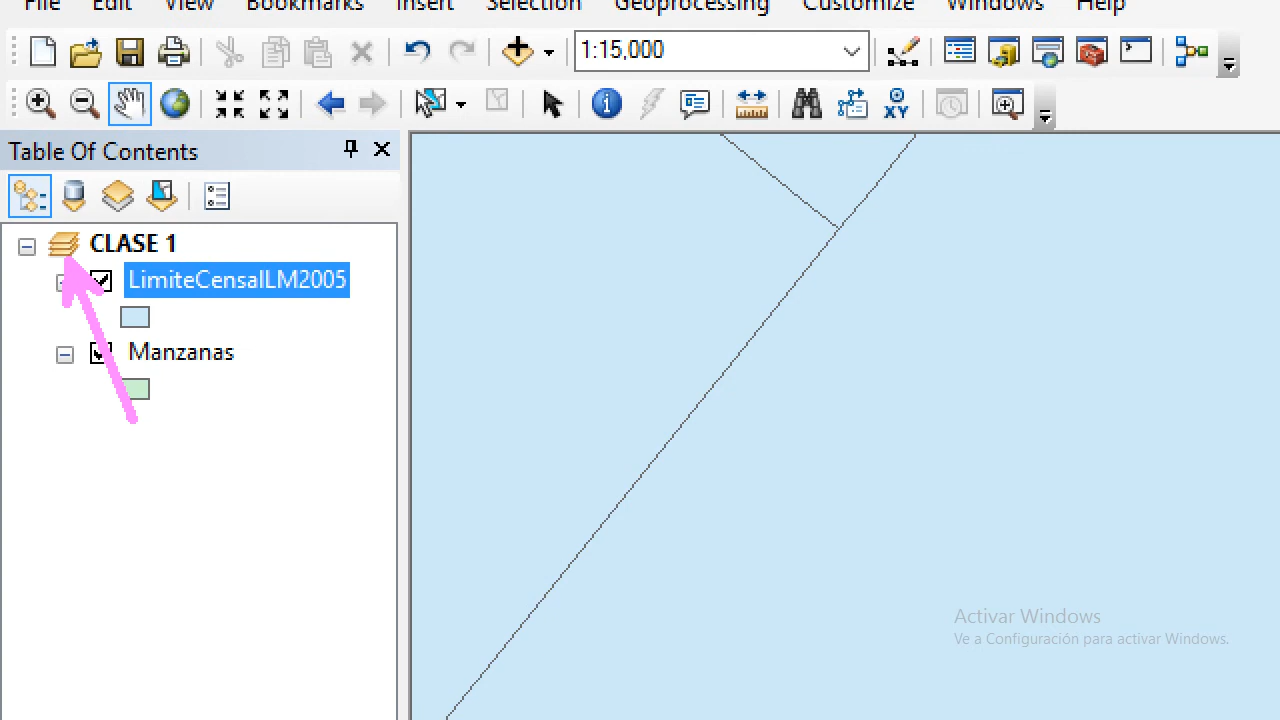 File Edit View Bookmarks Insert Selection Geoprocessing Customize Windows Help
1:15,000
XY
Table Of Contents
CLASE 1
LimiteCensalLM2005
Manzanas
Activar Windows
Ve a Configuración para activar Windows.